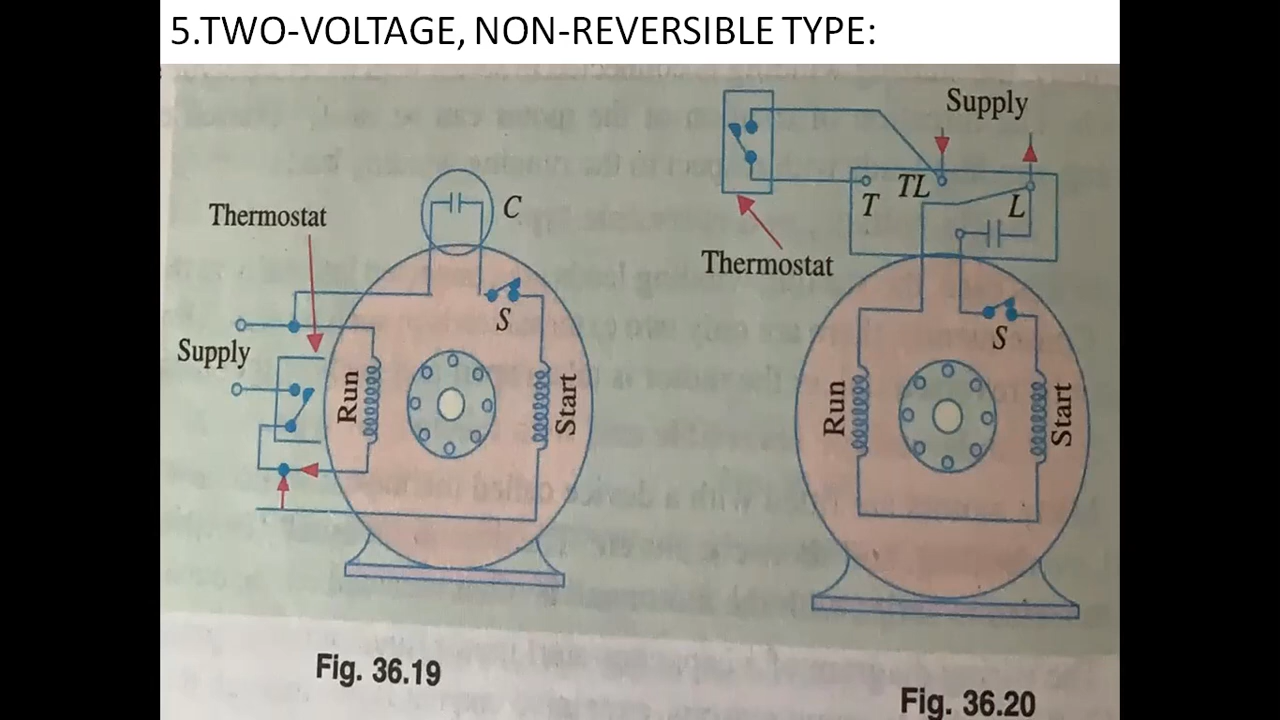 5.TWO-VOLTAGE, NON-REVERSIBLE TYPE:
Supply
C
T
TL
L
Thermostat
Thermostat
S
S
Supply
Run
Start
Run
Start
Fig. 36.19
Fig. 36.20